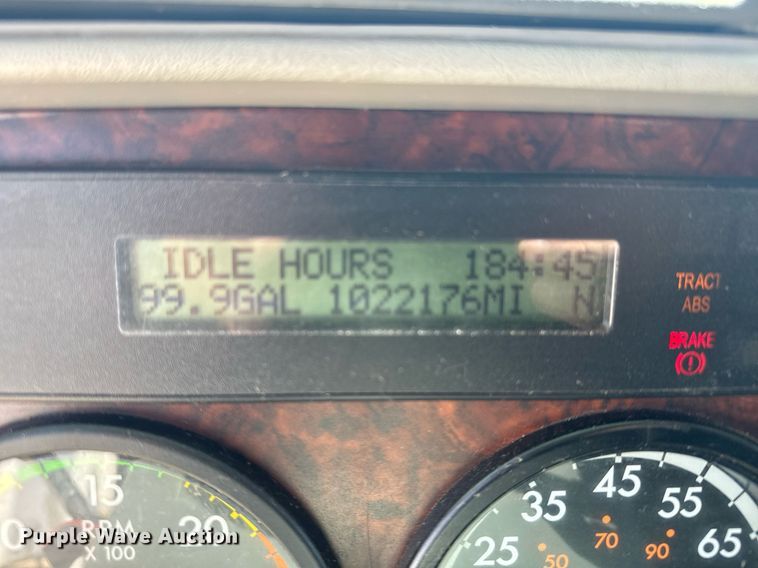 IDLE HOURS 184:45
99.9GAL 1022176MI N
TRACT
ABS
BRAKE
15
20
RPM
X 100
25
35
45
55
65
50
70
90
Purple Wave Auction